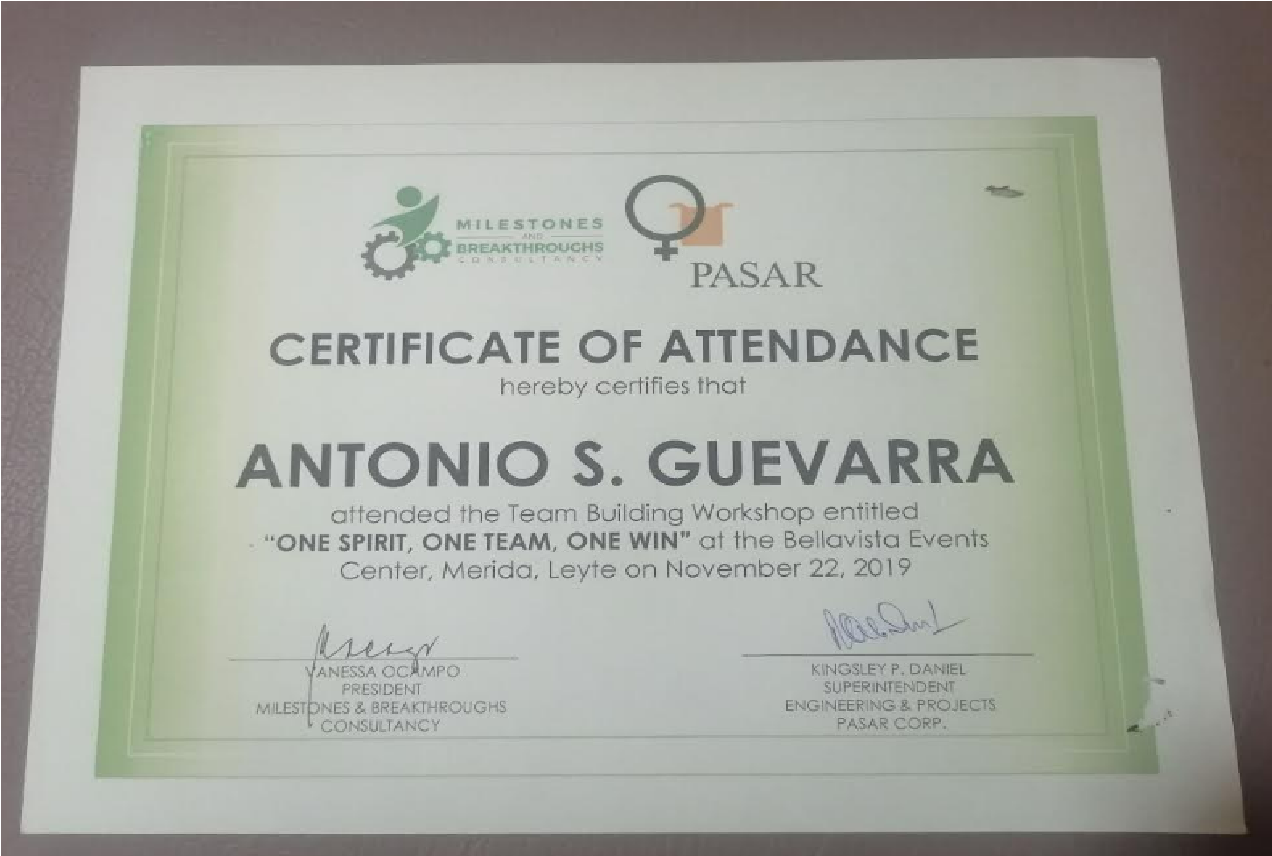 MILESTONES
AND
BREAKTHROUGHS
CONSULTANCY
PASAR
CERTIFICATE OF ATTENDANCE
hereby certifies that
ANTONIO S. GUEVARRA
attended the Team Building Workshop entitled
"ONE SPIRIT, ONE TEAM, ONE WIN" at the Bellavista Events
Center, Merida, Leyte on November 22, 2019
VANESSA OCAMPO
PRESIDENT
MILESTONES & BREAKTHROUGHS
CONSULTANCY
KINGSLEY P. DANIEL
SUPERINTENDENT
ENGINEERING & PROJECTS
PASAR CORP.